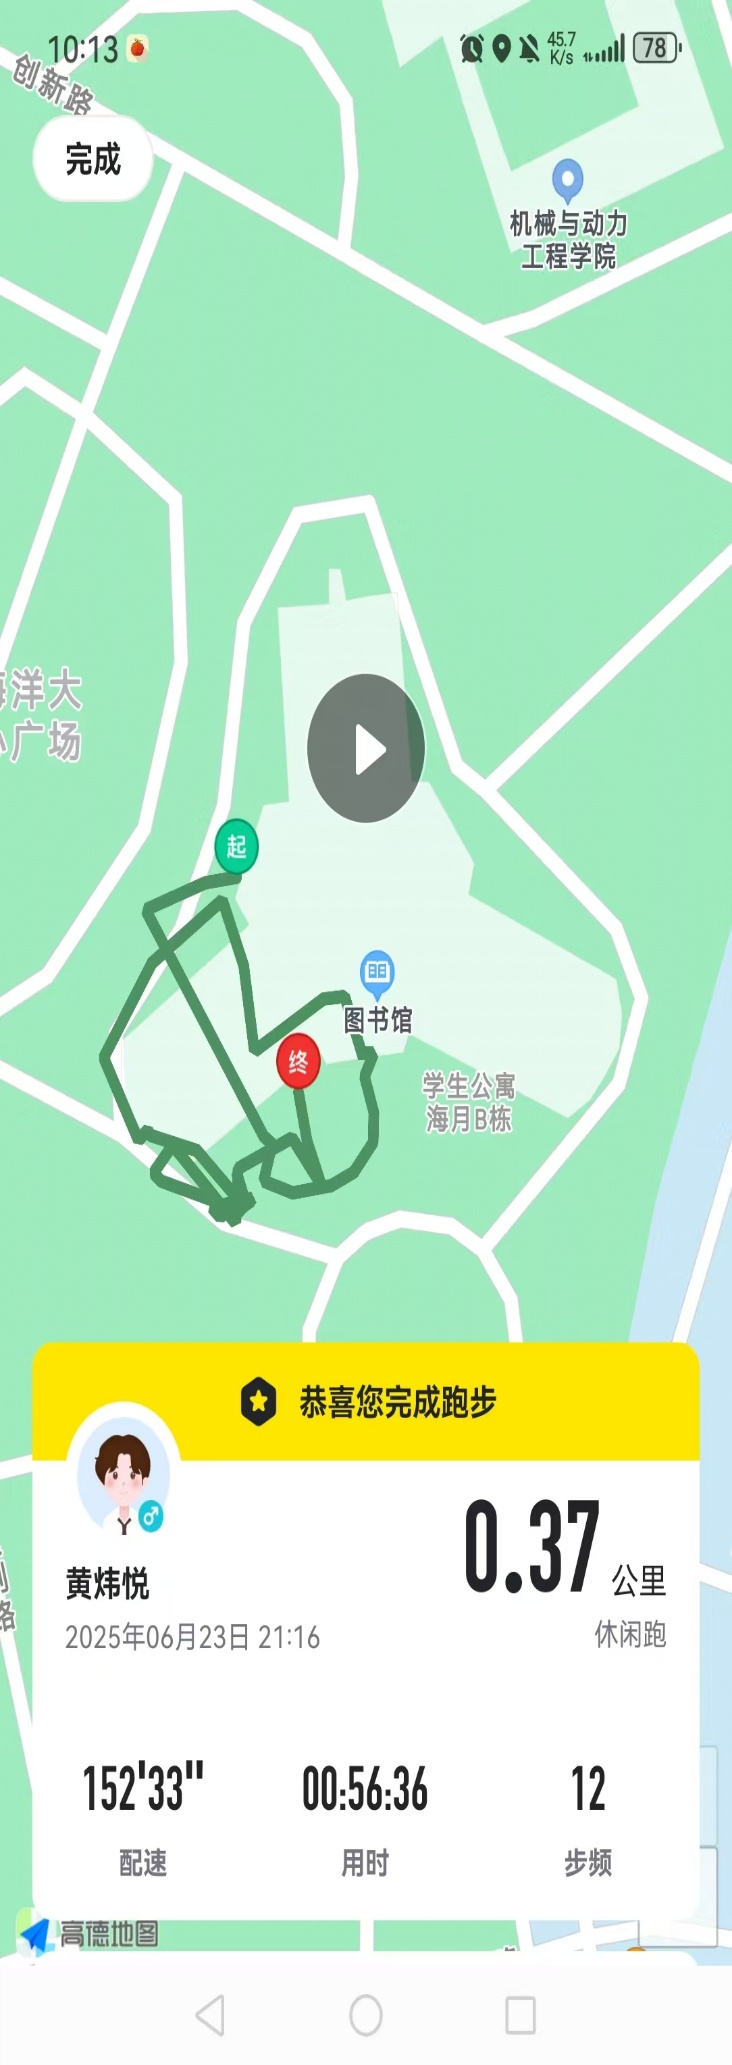 10:13
45.7
K/s
78
创新路
完成
机械与动力
工程学院
洋大
广场
起
图书馆
终
学生公寓
海月B栋
恭喜您完成跑步
0.37 公里
黄炜悦
2025年06月23日 21:16
休闲跑
152'33" 00:56:36 12
配速 用时 步频
路
高德地图